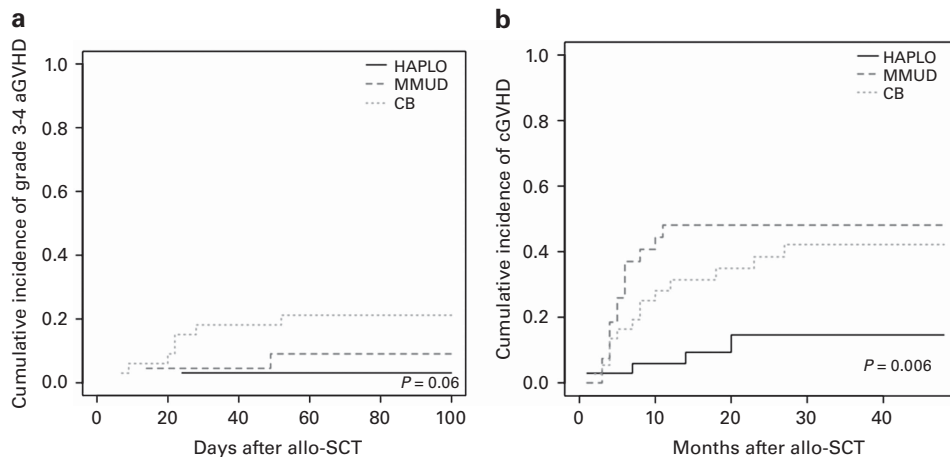 a
Cumulative incidence of grade 3-4 aGVHD
1.0
0.8
0.6
0.4
0.2
0.0
HAPLO
MMUD
CB
P = 0.06
0 20 40 60 80 100
Days after allo-SCT
b
Cumulative incidence of cGVHD
1.0
0.8
0.6
0.4
0.2
0.0
HAPLO
MMUD
CB
P = 0.006
0 10 20 30 40
Months after allo-SCT